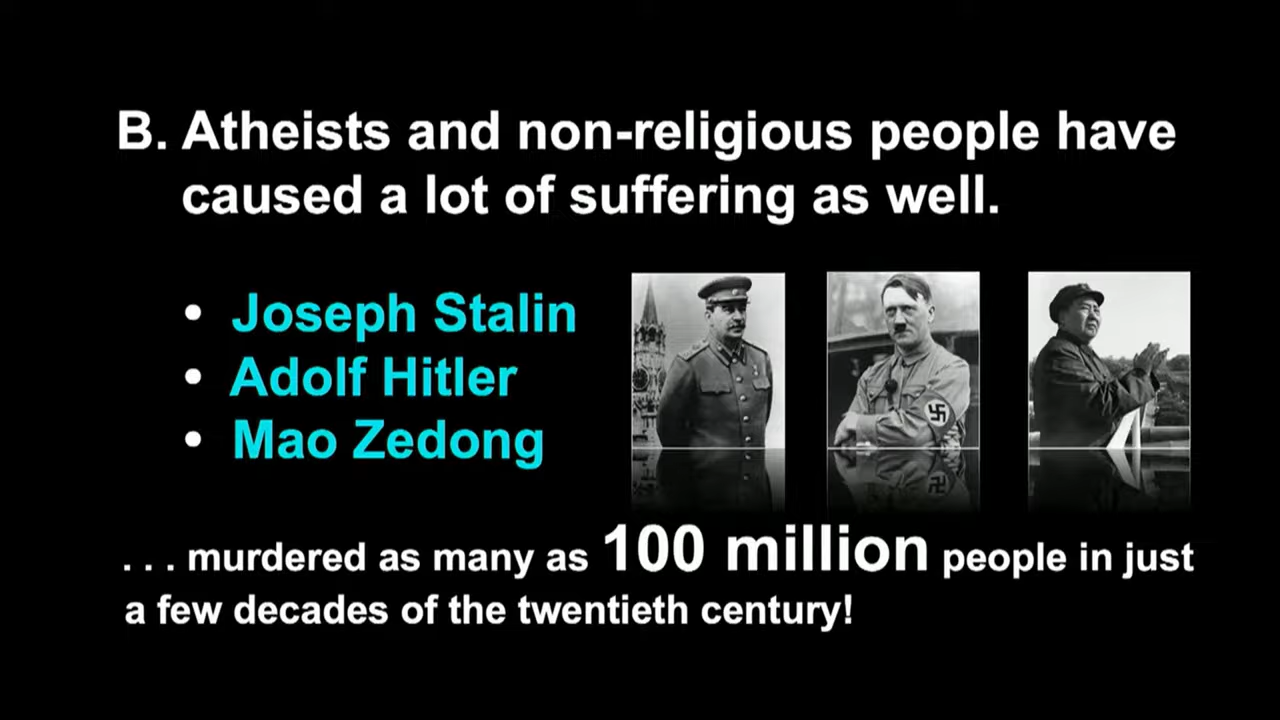 B. Atheists and non-religious people have
caused a lot of suffering as well.
• Joseph Stalin
• Adolf Hitler
• Mao Zedong
. . . murdered as many as 100 million people in just
a few decades of the twentieth century!